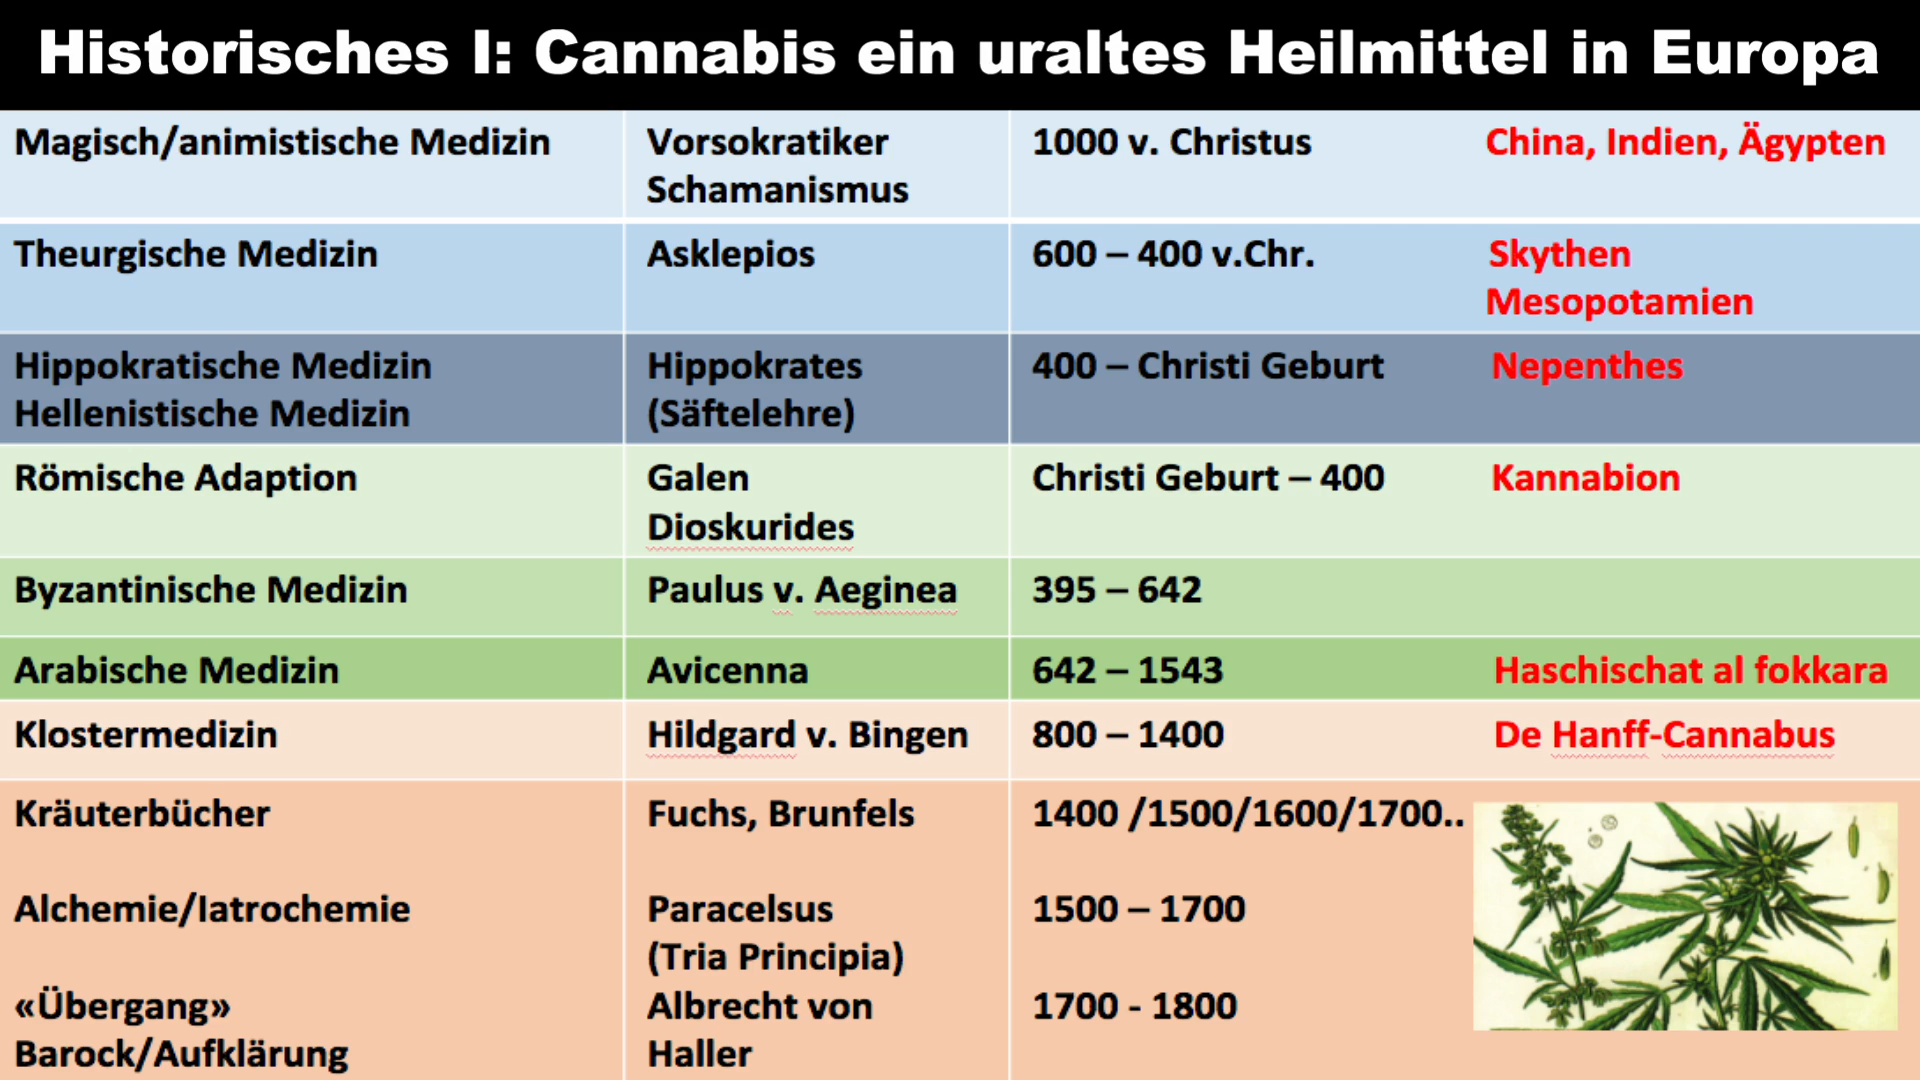 Historisches I: Cannabis ein uraltes Heilmittel in Europa
Magisch/animistische Medizin
Vorsokratiker
Schamanismus
1000 v. Christus
China, Indien, Ägypten
Theurgische Medizin
Asklepios
600 – 400 v.Chr.
Skythen
Mesopotamien
Hippokratische Medizin
Hellenistische Medizin
Hippokrates
(Säftelehre)
400 – Christi Geburt
Nepenthes
Römische Adaption
Galen
Dioskurides
Christi Geburt – 400
Kannabion
Byzantinische Medizin
Paulus v. Aeginea
395 – 642
Arabische Medizin
Avicenna
642 – 1543
Haschischat al fokkara
Klostermedizin
Hildgard v. Bingen
800 – 1400
De Hanff-Cannabus
Kräuterbücher
Fuchs, Brunfels
1400 /1500/1600/1700..
Alchemie/Iatrochemie
Paracelsus
(Tria Principia)
1500 – 1700
«Übergang»
Barock/Aufklärung
Albrecht von
Haller
1700 - 1800